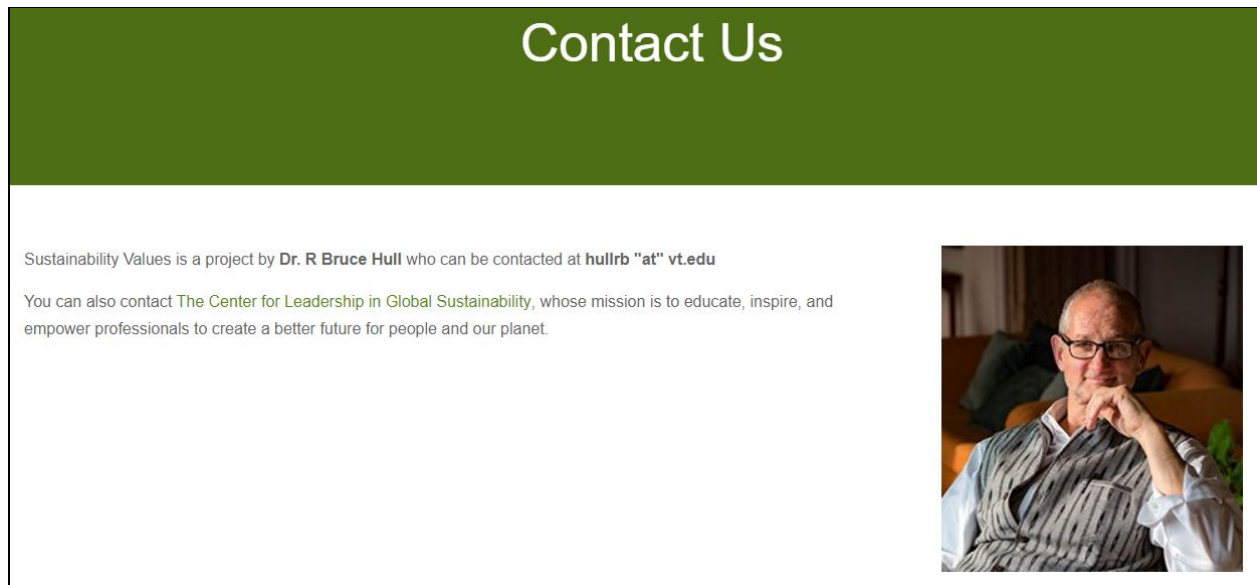 Contact Us
Sustainability Values is a project by Dr. R Bruce Hull who can be contacted at hullrb "at" vt.edu
You can also contact The Center for Leadership in Global Sustainability, whose mission is to educate, inspire, and
empower professionals to create a better future for people and our planet.